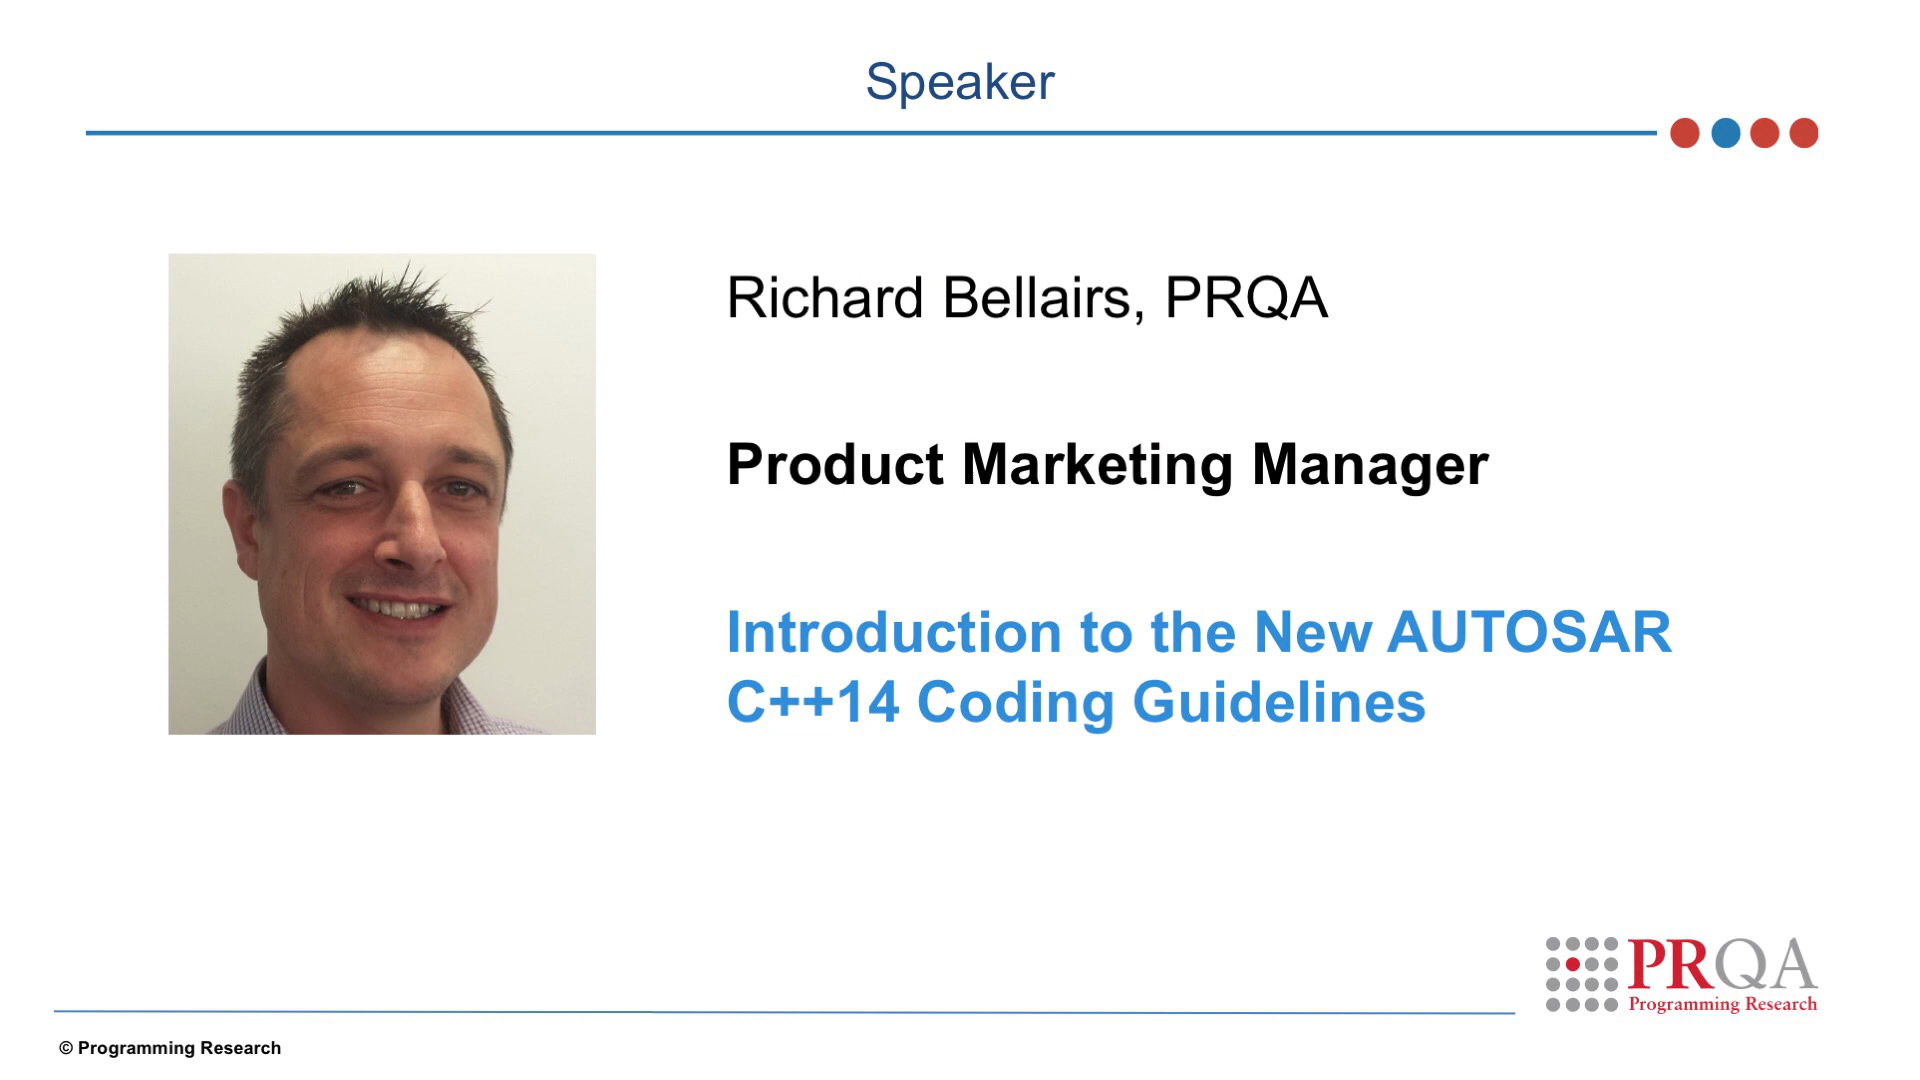 Speaker
Richard Bellairs, PRQA
Product Marketing Manager
Introduction to the New AUTOSAR
C++14 Coding Guidelines
PRQA
Programming Research
© Programming Research